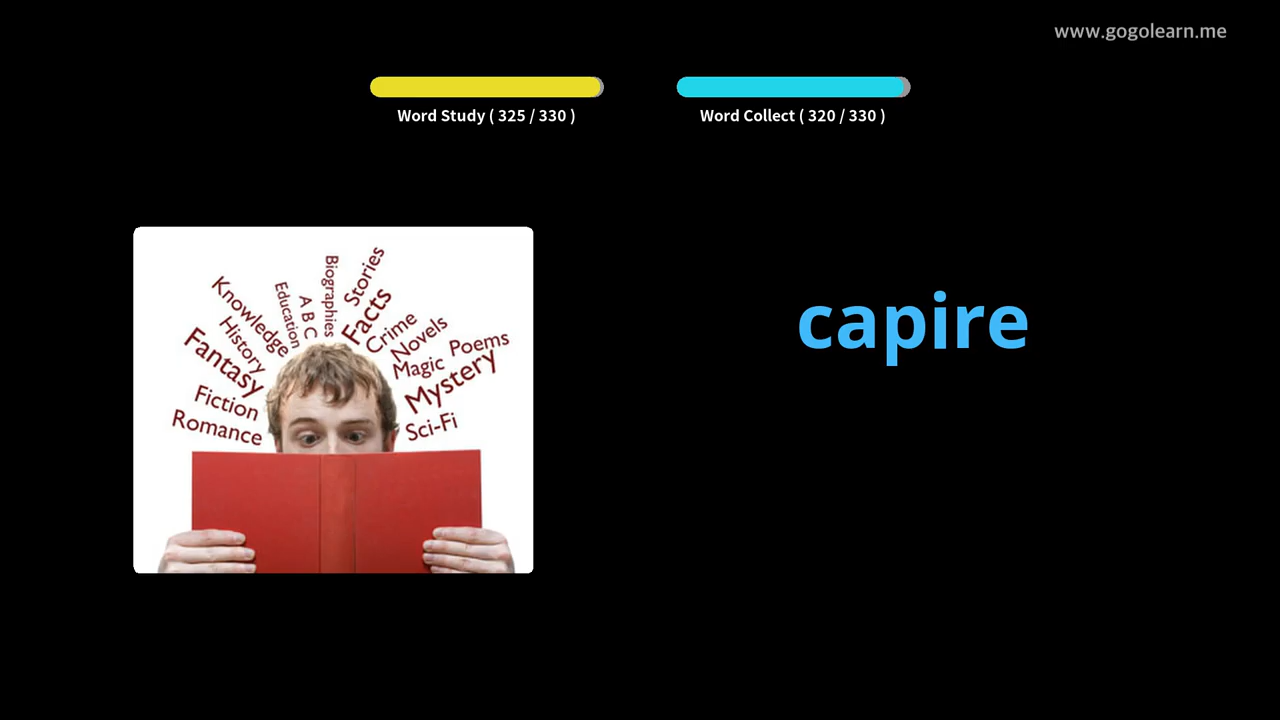 www.gogolearn.me
Word Study ( 325 / 330 )
Word Collect ( 320 / 330 )
capire
Biographies
Stories
Education
A B C
Facts
Knowledge
History
Crime
Novels
Poems
Fantasy
Magic
Mystery
Fiction
Romance
Sci-Fi